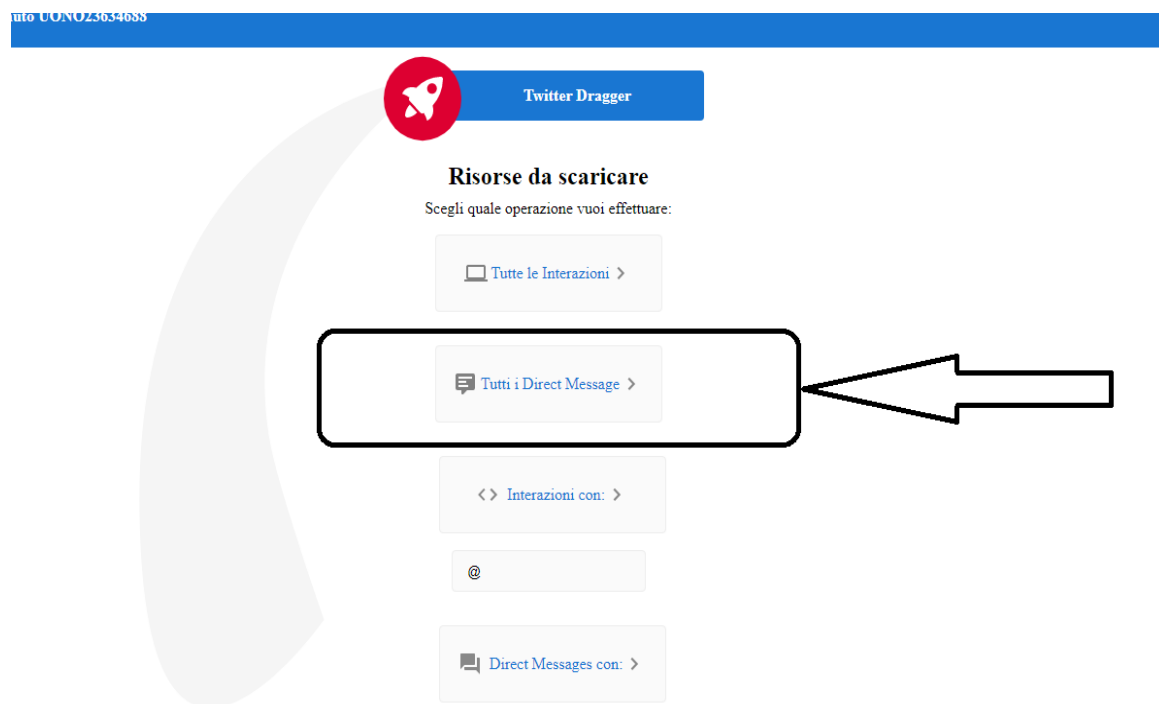 UONO23634688
Twitter Dragger
Risorse da scaricare
Scegli quale operazione vuoi effettuare:
Tutte le Interazioni
Tutti i Direct Message
Interazioni con:
@
Direct Messages con: